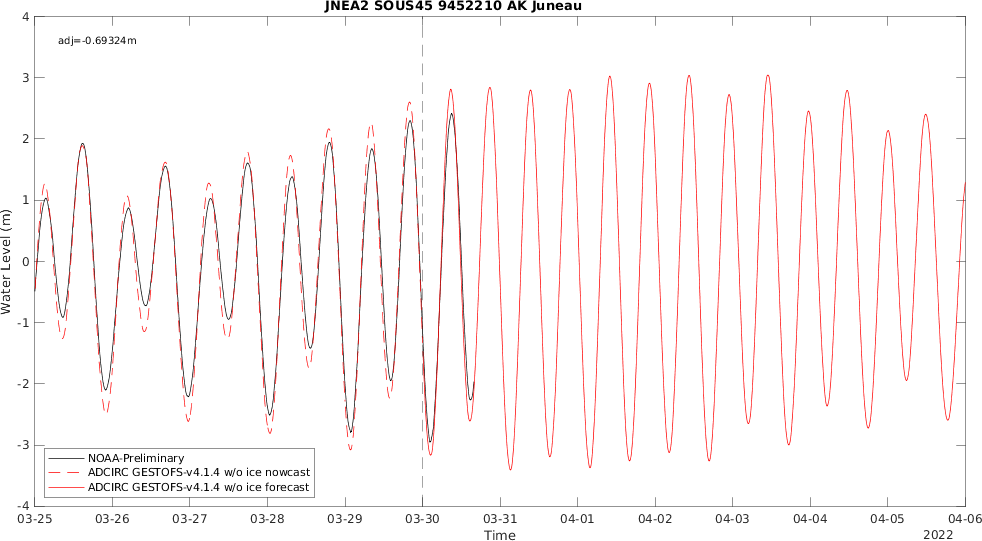 JNEA2 SOUS45 9452210 AK Juneau
adj=-0.69324m
4
3
2
1
0
-1
-2
-3
-4
Water Level (m)
NOAA-Preliminary
ADCIRC GESTOFS-v4.1.4 w/o ice nowcast
ADCIRC GESTOFS-v4.1.4 w/o ice forecast
03-25 03-26 03-27 03-28 03-29 03-30 03-31 04-01 04-02 04-03 04-04 04-05 04-06
Time
2022